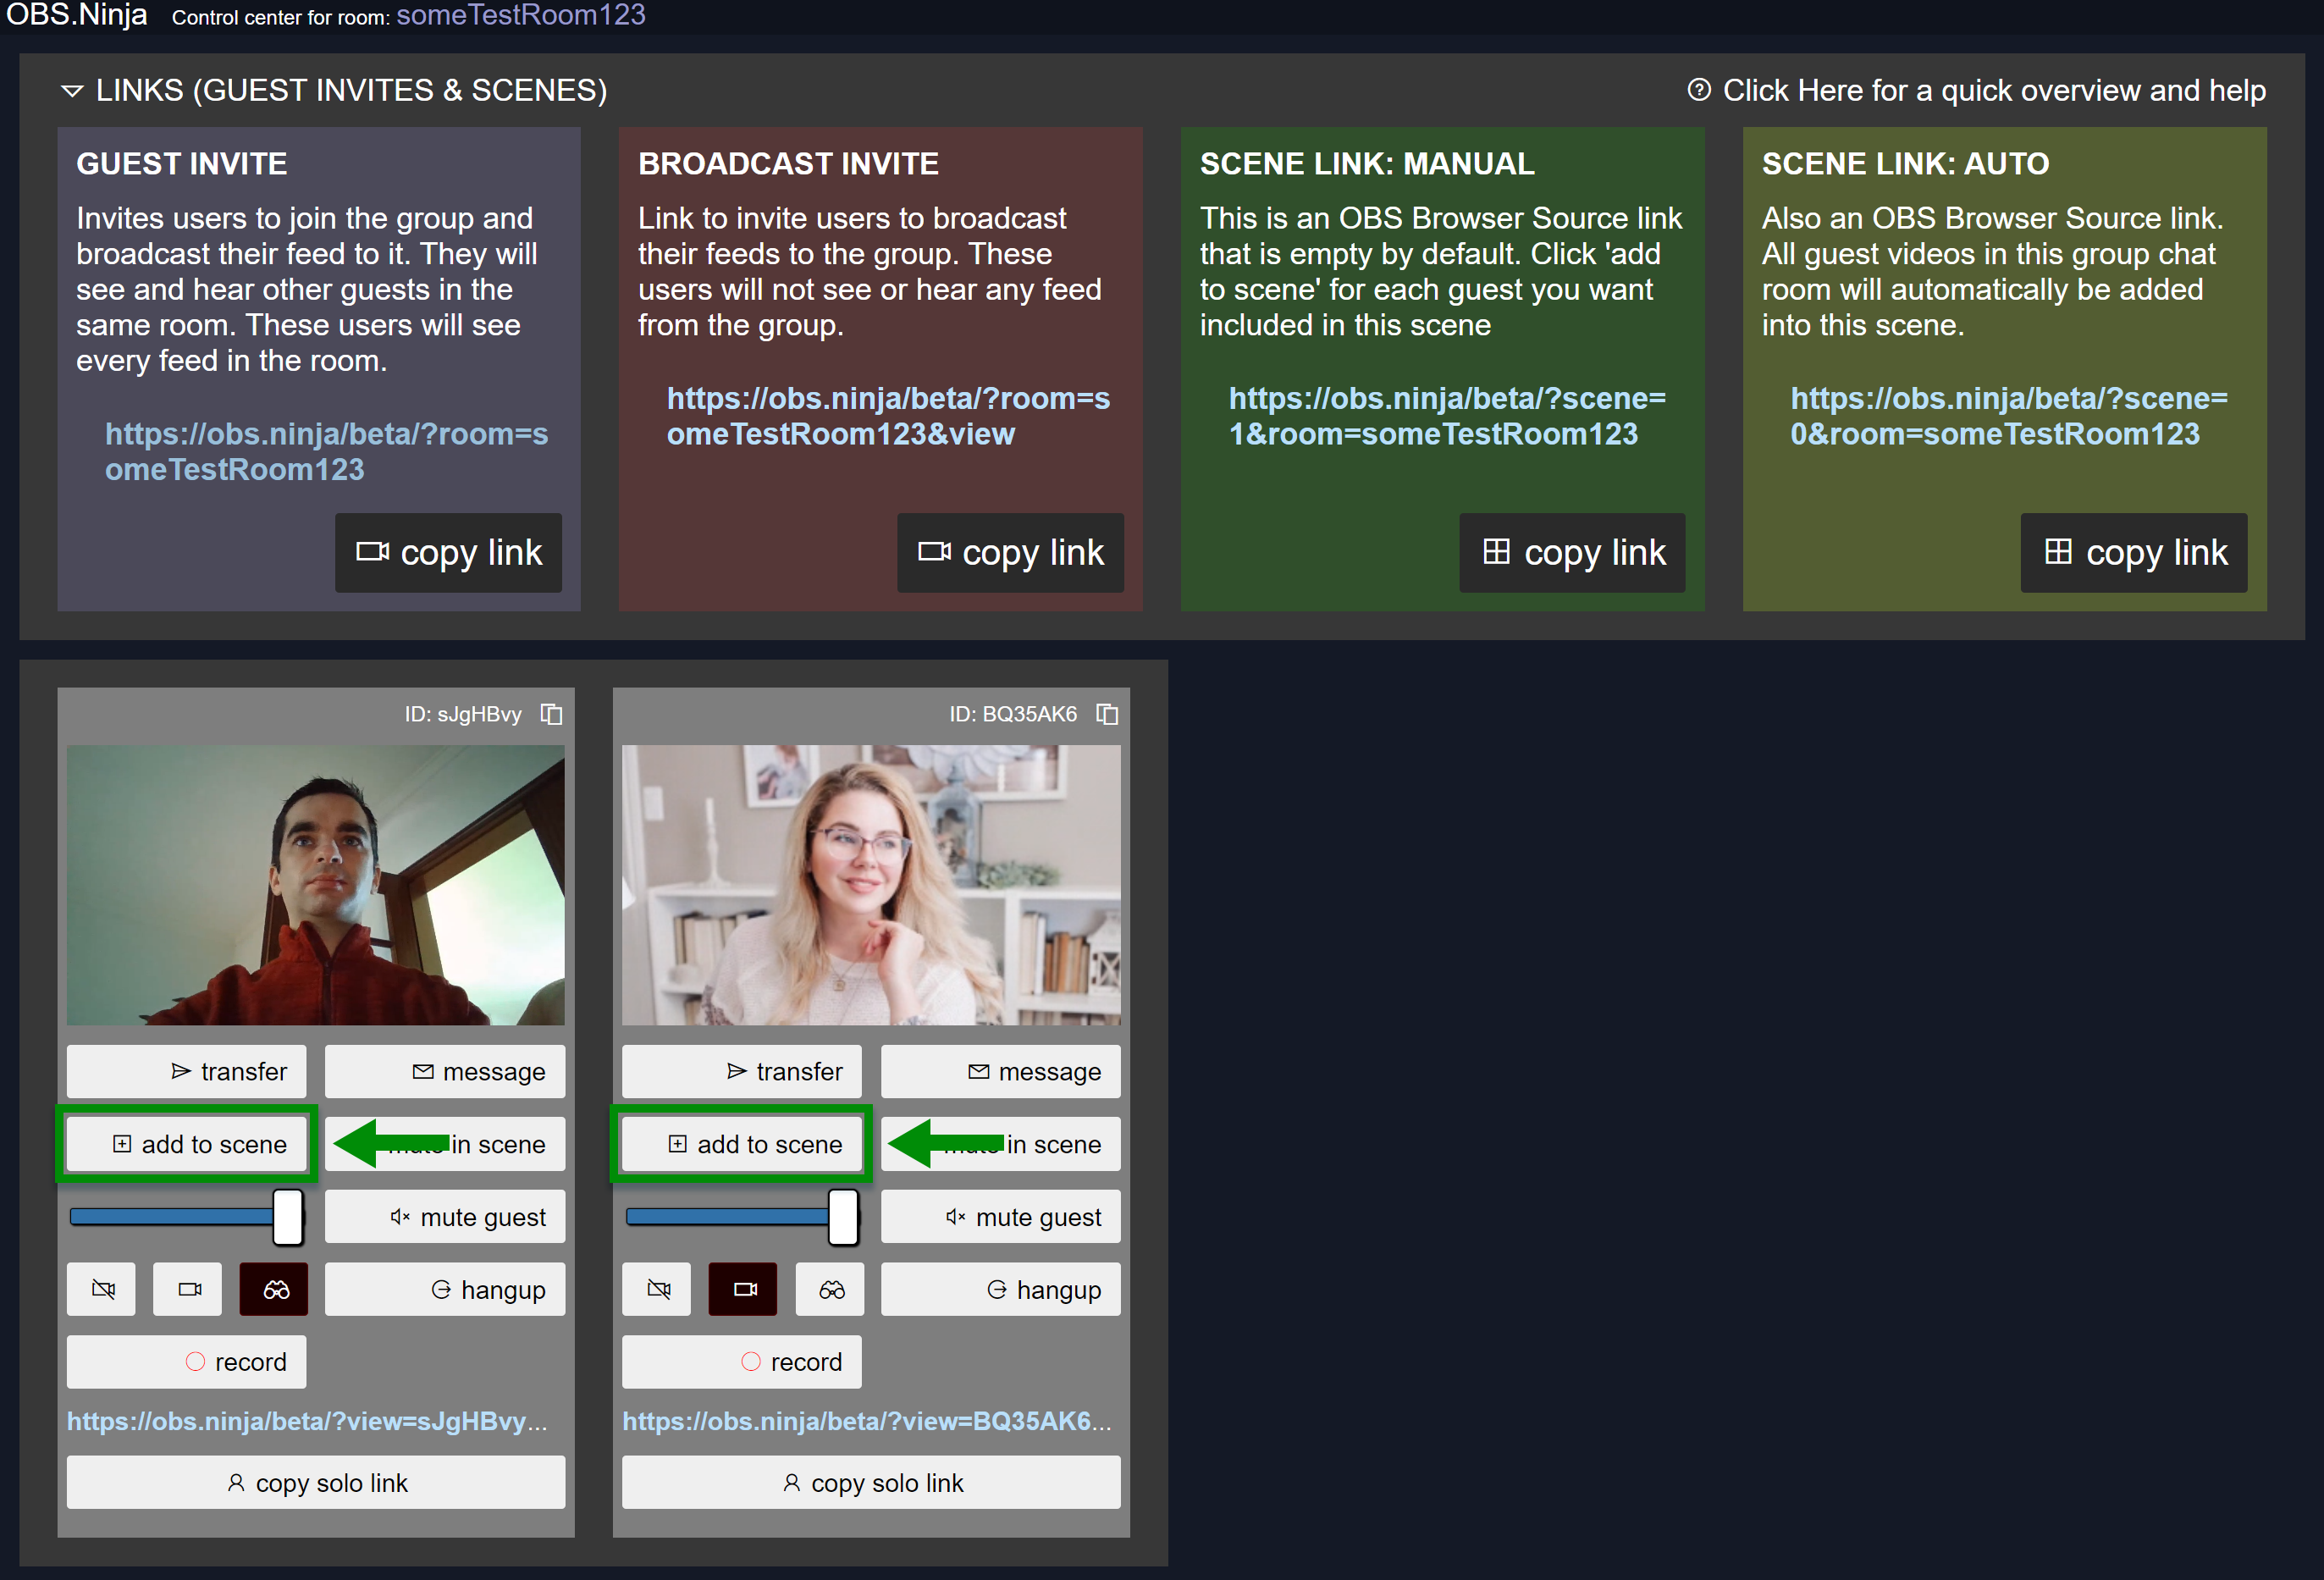 OBS.Ninja Control center for room: someTestRoom123
LINKS (GUEST INVITES & SCENES)
Click Here for a quick overview and help
GUEST INVITE
Invites users to join the group and
broadcast their feed to it. They will
see and hear other guests in the
same room. These users will see
every feed in the room.
https://obs.ninja/beta/?room=s
omeTestRoom123
copy link
BROADCAST INVITE
Link to invite users to broadcast
their feeds to the group. These
users will not see or hear any feed
from the group.
https://obs.ninja/beta/?room=s
omeTestRoom123&view
copy link
SCENE LINK: MANUAL
This is an OBS Browser Source link
that is empty by default. Click 'add
to scene' for each guest you want
included in this scene
https://obs.ninja/beta/?scene=
1&room=someTestRoom123
copy link
SCENE LINK: AUTO
Also an OBS Browser Source link.
All guest videos in this group chat
room will automatically be added
into this scene.
https://obs.ninja/beta/?scene=
0&room=someTestRoom123
copy link
ID: sJgHBvy
transfer
message
add to scene
in scene
mute guest
hangup
record
https://obs.ninja/beta/?view=sJgHBvy...
copy solo link
ID: BQ35AK6
transfer
message
add to scene
in scene
mute guest
hangup
record
https://obs.ninja/beta/?view=BQ35AK6...
copy solo link